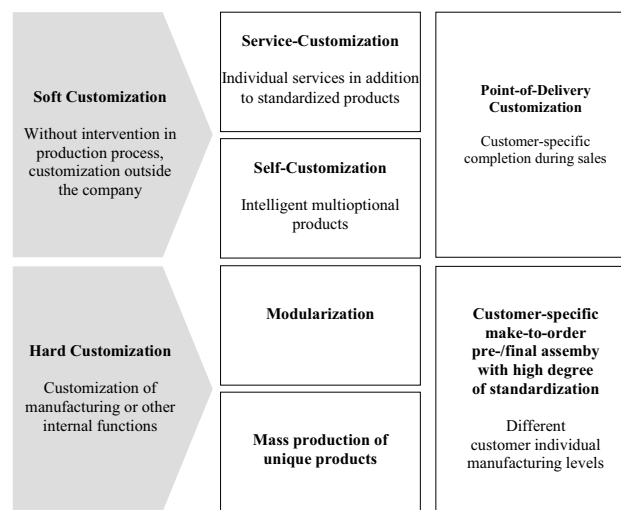 Soft Customization
Without intervention in
production process,
customization outside
the company
Service-Customization
Individual services in addition
to standardized products
Self-Customization
Intelligent multioptional
products
Point-of-Delivery
Customization
Customer-specific
completion during sales
Hard Customization
Customization of
manufacturing or other
internal functions
Modularization
Mass production of
unique products
Customer-specific
make-to-order
pre-/final assemby
with high degree
of standardization
Different
customer individual
manufacturing levels